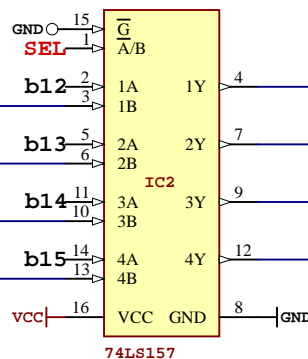 GND 15 G
SEL 1 A/B
b12 2 1A 1Y 4
3 1B
b13 5 2A 2Y 7
6 2B
IC2
b14 11 3A 3Y 9
10 3B
b15 14 4A 4Y 12
13 4B
VCC 16 VCC GND 8 GND
74LS157